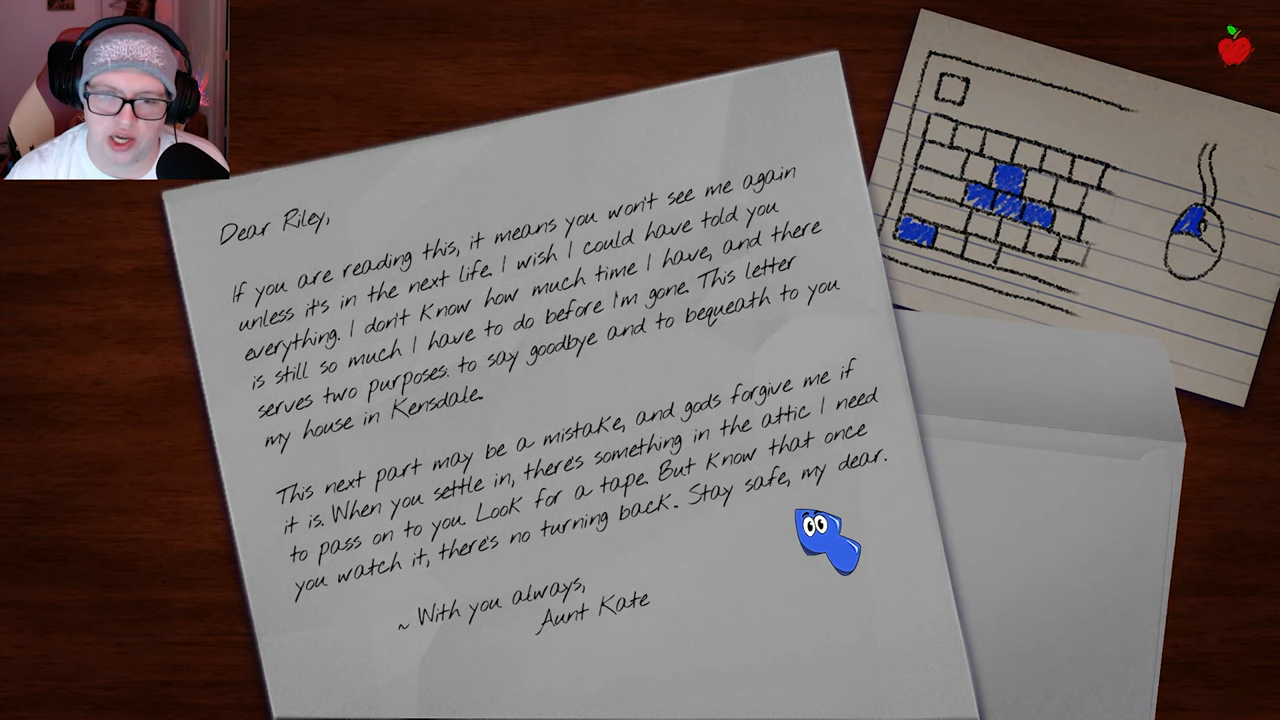 Dear Riley,
If you are reading this, it means you won't see me again
unless it's in the next life. I wish I could have told you
everything. I don't know how much time I have, and there
is still so much I have to do before I'm gone. This letter
serves two purposes: to say goodbye and to bequeath to you
my house in Kensdale.
This next part may be a mistake, and gods forgive me if
it is. When you settle in, there's something in the attic I need
to pass on to you. Look for a tape. But know that once
you watch it, there's no turning back. Stay safe, my dear.
~ With you always,
Aunt Kate